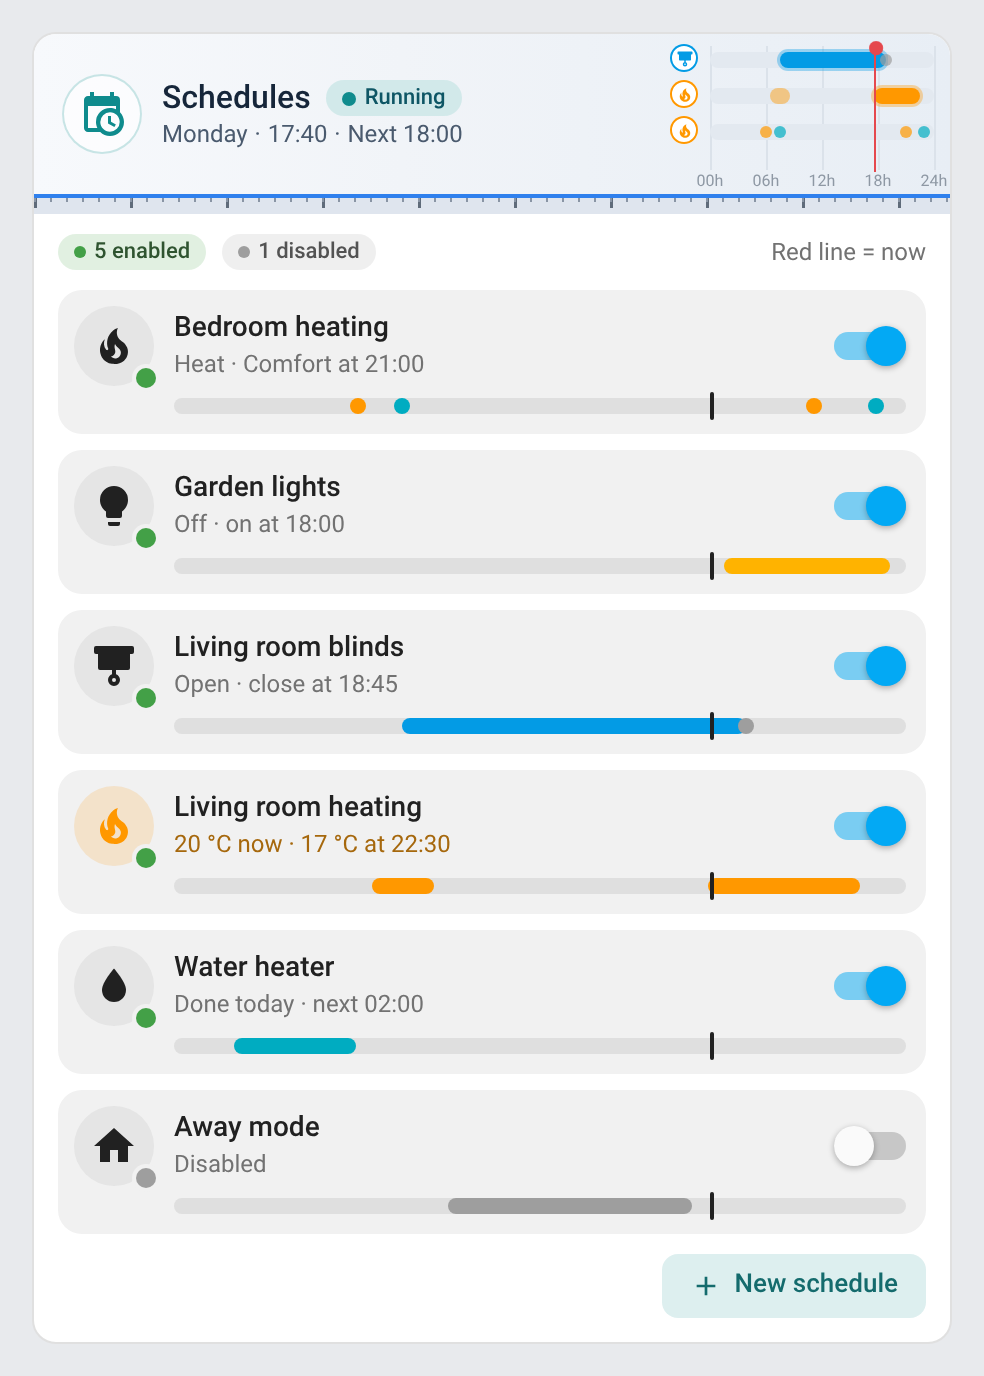 Schedules
Running
Monday · 17:40 · Next 18:00
00h 06h 12h 18h 24h
5 enabled
1 disabled
Red line = now
Bedroom heating
Heat · Comfort at 21:00
Garden lights
Off · on at 18:00
Living room blinds
Open · close at 18:45
Living room heating
20 °C now · 17 °C at 22:30
Water heater
Done today · next 02:00
Away mode
Disabled
+ New schedule